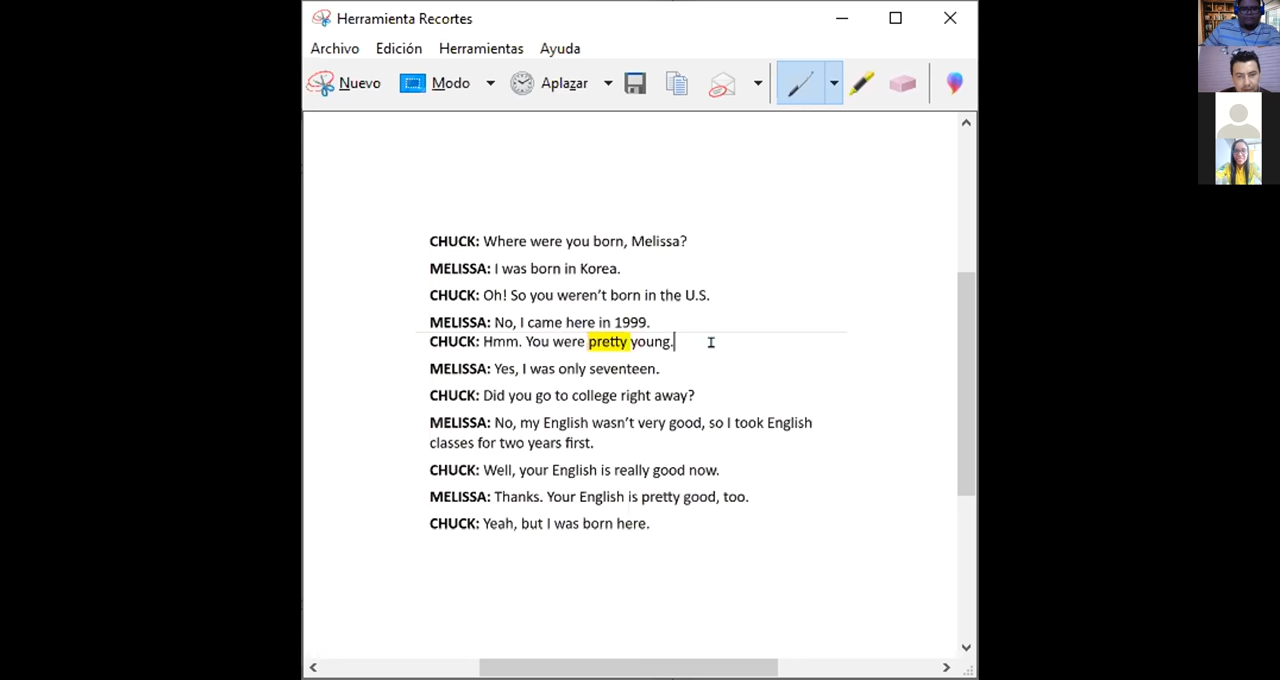 Herramienta Recortes
Archivo Edición Herramientas Ayuda
Nuevo Modo Aplazar
CHUCK: Where were you born, Melissa?
MELISSA: I was born in Korea.
CHUCK: Oh! So you weren't born in the U.S.
MELISSA: No, I came here in 1999.
CHUCK: Hmm. You were pretty young.
MELISSA: Yes, I was only seventeen.
CHUCK: Did you go to college right away?
MELISSA: No, my English wasn't very good, so I took English
classes for two years first.
CHUCK: Well, your English is really good now.
MELISSA: Thanks. Your English is pretty good, too.
CHUCK: Yeah, but I was born here.